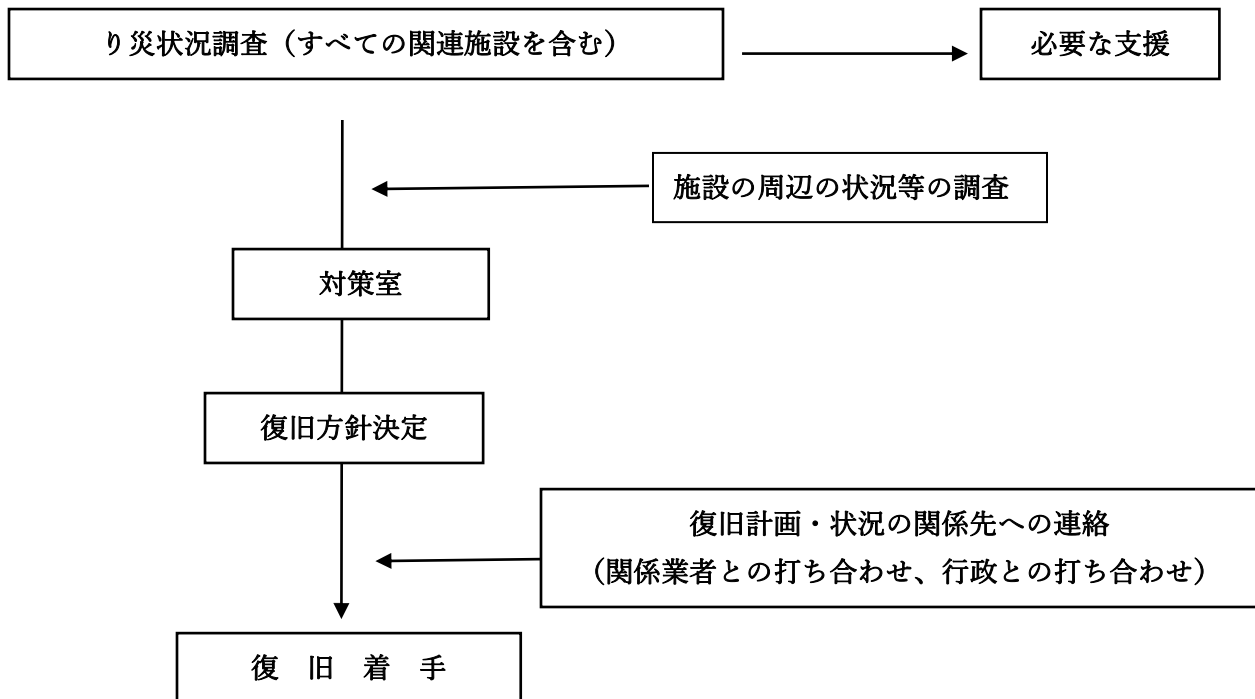 り災状況調査（すべての関連施設を含む）
必要な支援
施設の周辺の状況等の調査
対策室
復旧方針決定
復旧計画・状況の関係先への連絡
（関係業者との打ち合わせ、行政との打ち合わせ）
復　旧　着　手